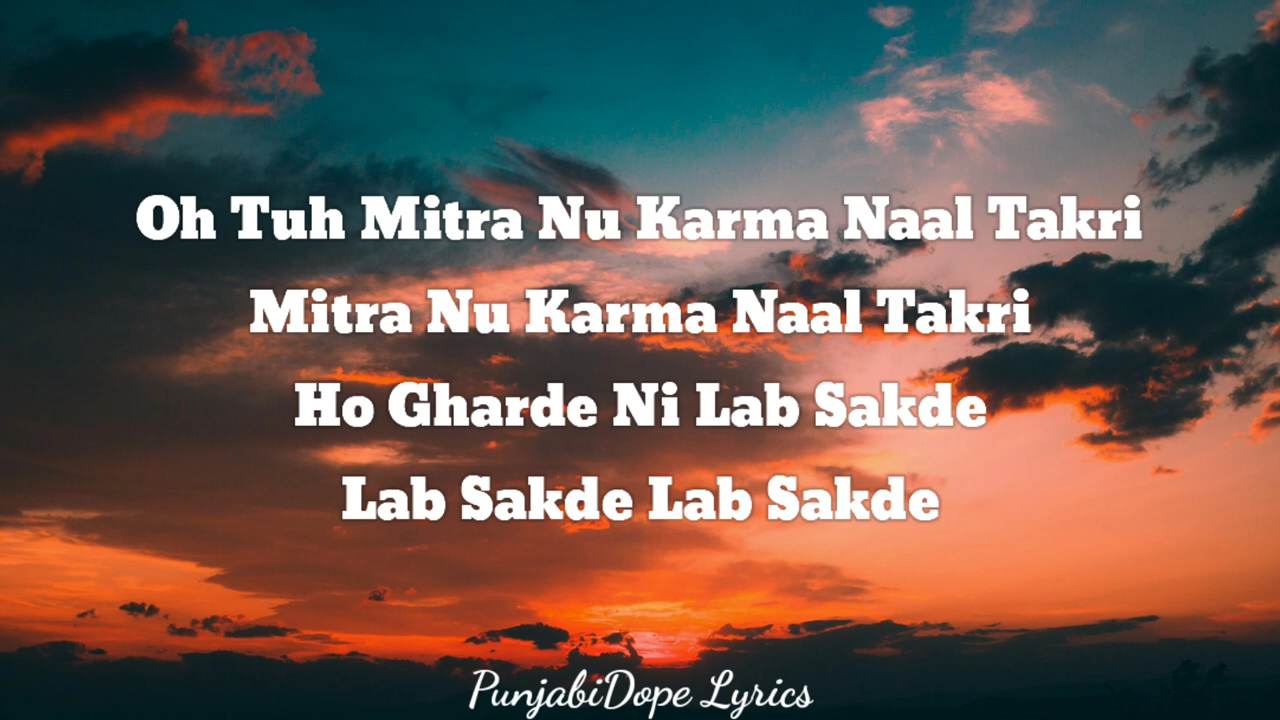 Oh Tuh Mitra Nu Karma Naal Takri
Mitra Nu Karma Naal Takri
Ho Gharde Ni Lab Sakde
Lab Sakde Lab Sakde
PunjabiDope Lyrics